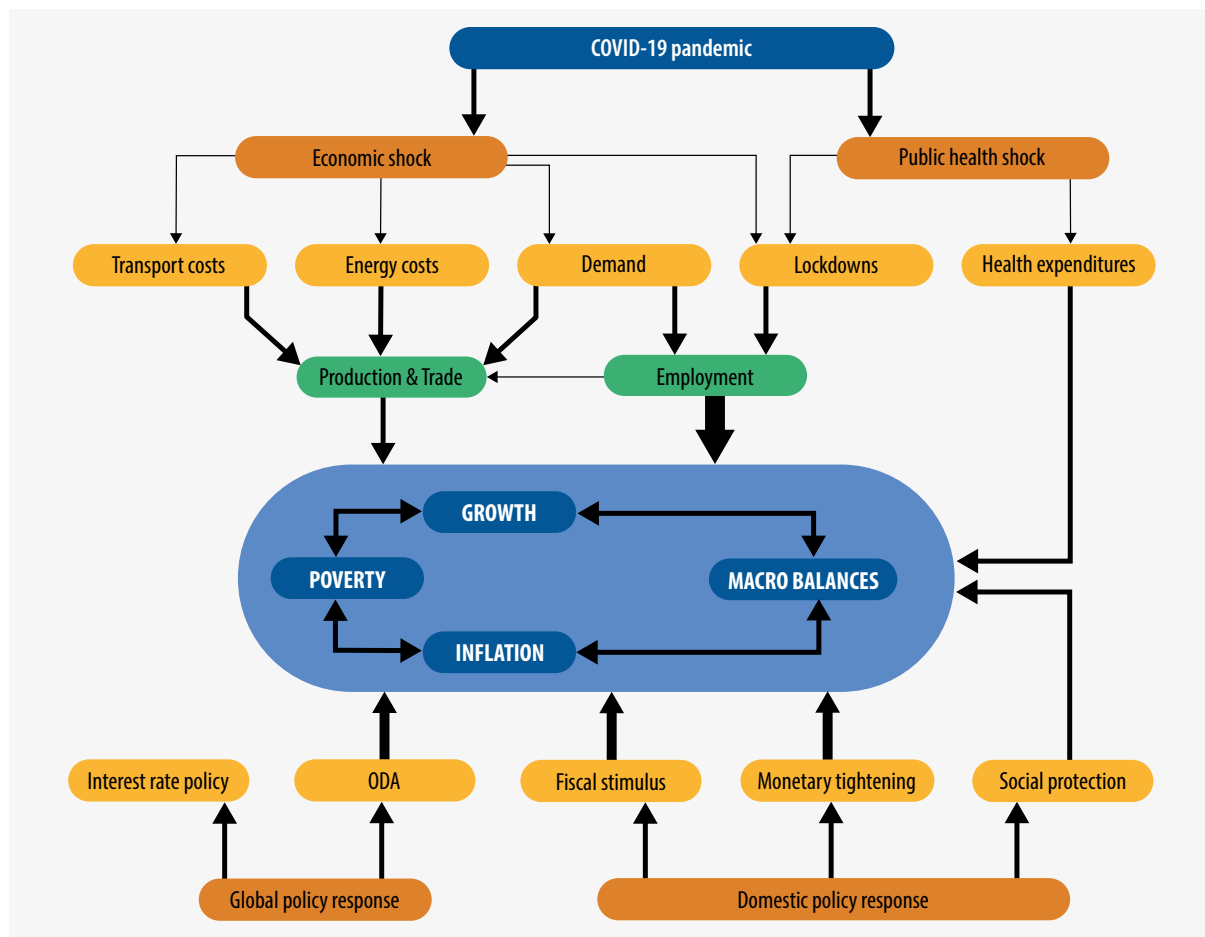 COVID-19 pandemic
Economic shock
Public health shock
Transport costs
Energy costs
Demand
Lockdowns
Health expenditures
Production & Trade
Employment
GROWTH
POVERTY
MACRO BALANCES
INFLATION
Interest rate policy
ODA
Fiscal stimulus
Monetary tightening
Social protection
Global policy response
Domestic policy response